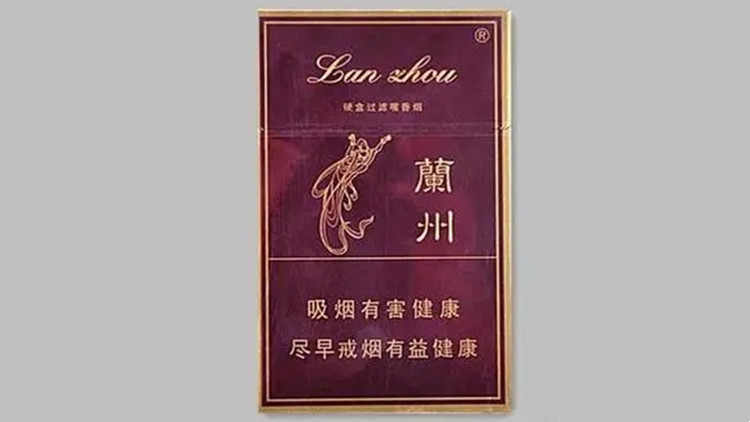 Lan zhou
®
硬盒过滤嘴香烟
蘭
州
吸烟有害健康
尽早戒烟有益健康